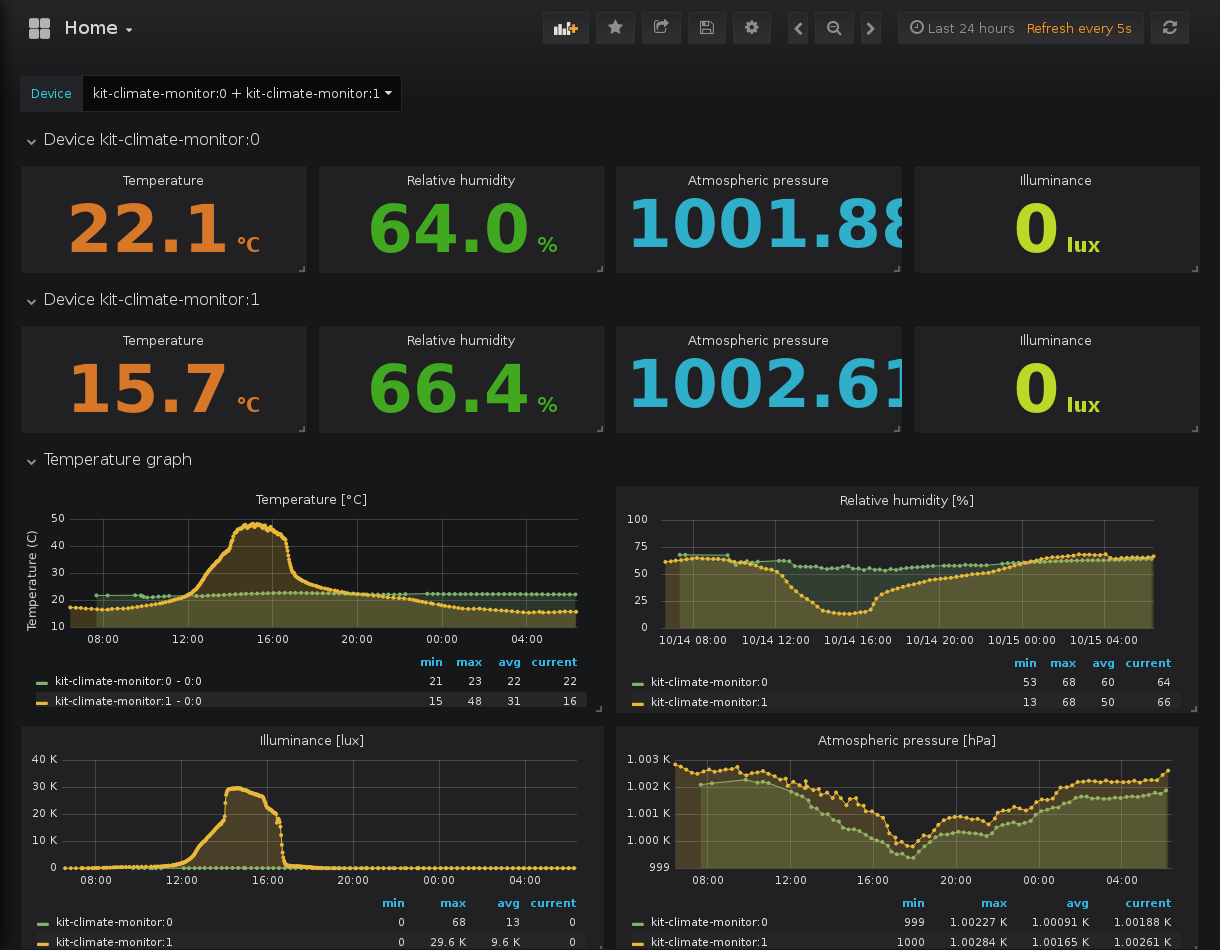 Home
Last 24 hours Refresh every 5s
Device kit-climate-monitor:0 + kit-climate-monitor:1
Device kit-climate-monitor:0
Temperature Relative humidity Atmospheric pressure Illuminance
22.1 °C 64.0 % 1001.88 0 lux
Device kit-climate-monitor:1
Temperature Relative humidity Atmospheric pressure Illuminance
15.7 °C 66.4 % 1002.61 0 lux
Temperature graph
Temperature [°C]
Temperature (C)
50
40
30
20
10
08:00 12:00 16:00 20:00 00:00 04:00
min max avg current
kit-climate-monitor:0 - 0:0 21 23 22 22
kit-climate-monitor:1 - 0:0 15 48 31 16
Relative humidity [%]
100
75
50
25
0
10/14 08:00 10/14 12:00 10/14 16:00 10/14 20:00 10/15 00:00 10/15 04:00
min max avg current
kit-climate-monitor:0 53 68 60 64
kit-climate-monitor:1 13 68 50 66
Illuminance [lux]
40 K
30 K
20 K
10 K
0
08:00 12:00 16:00 20:00 00:00 04:00
min max avg current
kit-climate-monitor:0 0 68 13 0
kit-climate-monitor:1 0 29.6 K 9.6 K 0
Atmospheric pressure [hPa]
1.003 K
1.002 K
1.001 K
1.000 K
999
08:00 12:00 16:00 20:00 00:00 04:00
min max avg current
kit-climate-monitor:0 999 1.00227 K 1.00091 K 1.00188 K
kit-climate-monitor:1 1000 1.00284 K 1.00165 K 1.00261 K